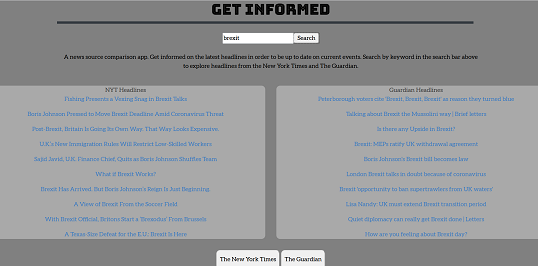 GET INFORMED
brexit
Search
A news source comparison app. Get informed on the latest headlines in order to be up to date on current events. Search by keyword in the search bar above
to explore headlines from the New York Times and The Guardian.
NYT Headlines
Fishing Presents a Vexing Snag in Brexit Talks
Boris Johnson Pressed to Move Brexit Deadline Amid Coronavirus Threat
Post-Brexit, Britain Is Going Its Own Way. That Way Looks Expensive.
U.K.'s New Immigration Rules Will Restrict Low-Skilled Workers
Sajid Javid, U.K. Finance Chief, Quits as Boris Johnson Shuffles Team
What if Brexit Works?
Brexit Has Arrived. But Boris Johnson's Reign Is Just Beginning.
A View of Brexit From the Soccer Field
With Brexit Official, Britons Start a 'Brexodus' From Brussels
A Texas-Size Defeat for the E.U.: Brexit Is Here
Guardian Headlines
Peterborough voters cite 'Brexit, Brexit, Brexit' as reason they turned blue
Talking about Brexit the Mussolini way | Brief letters
Is there any Upside in Brexit?
Brexit: MEPs ratify UK withdrawal agreement
Boris Johnson's Brexit bill becomes law
London Brexit talks in doubt because of coronavirus
Brexit 'opportunity to ban supertrawlers from UK waters'
Lisa Nandy: UK must extend Brexit transition period
Quiet diplomacy can really get Brexit done | Letters
How are you feeling about Brexit day?
The New York Times
The Guardian